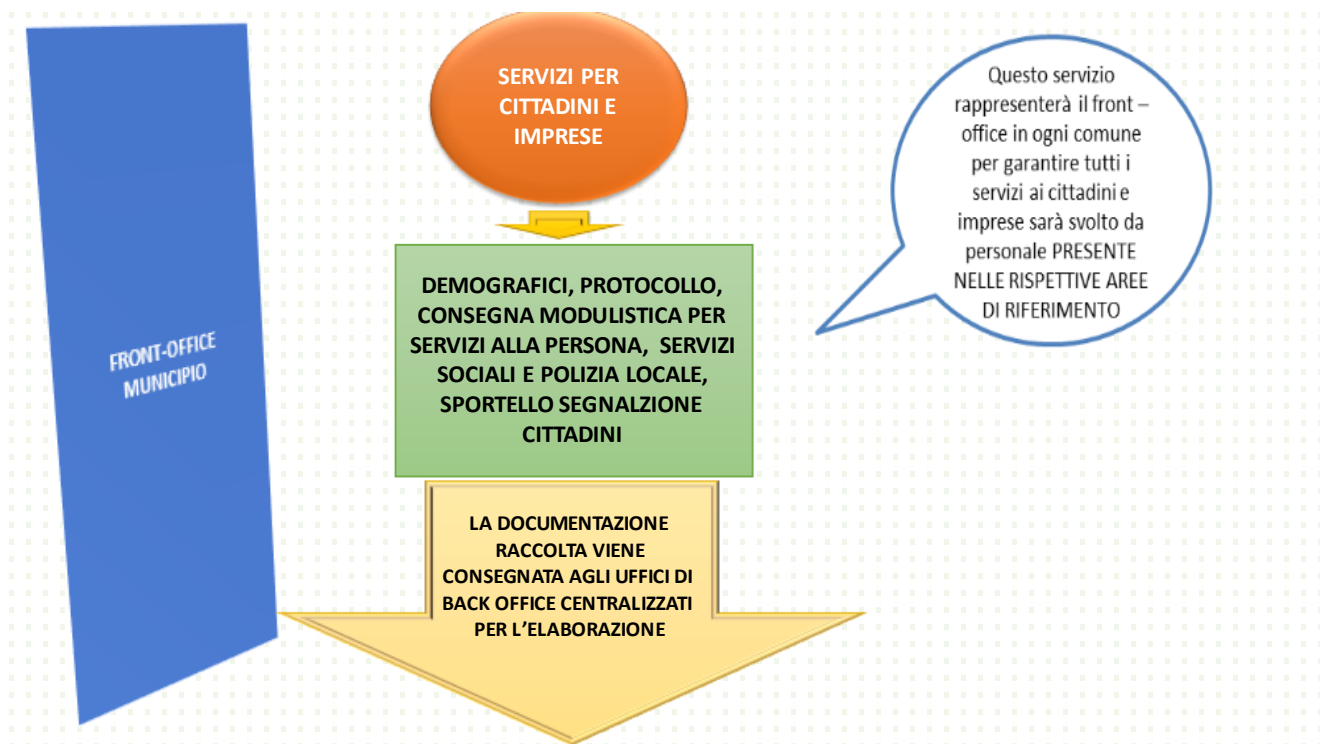 SERVIZI PER
CITTADINI E
IMPRESE
Questo servizio
rappresenterà il front –
office in ogni comune
per garantire tutti i
servizi ai cittadini e
imprese sarà svolto da
personale PRESENTE
NELLE RISPETTIVE AREE
DI RIFERIMENTO
DEMOGRAFICI, PROTOCOLLO,
CONSEGNA MODULISTICA PER
SERVIZI ALLA PERSONA, SERVIZI
SOCIALI E POLIZIA LOCALE,
SPORTELLO SEGNALZIONE
CITTADINI
FRONT-OFFICE
MUNICIPIO
LA DOCUMENTAZIONE
RACCOLTA VIENE
CONSEGNATA AGLI UFFICI DI
BACK OFFICE CENTRALIZZATI
PER L’ELABORAZIONE